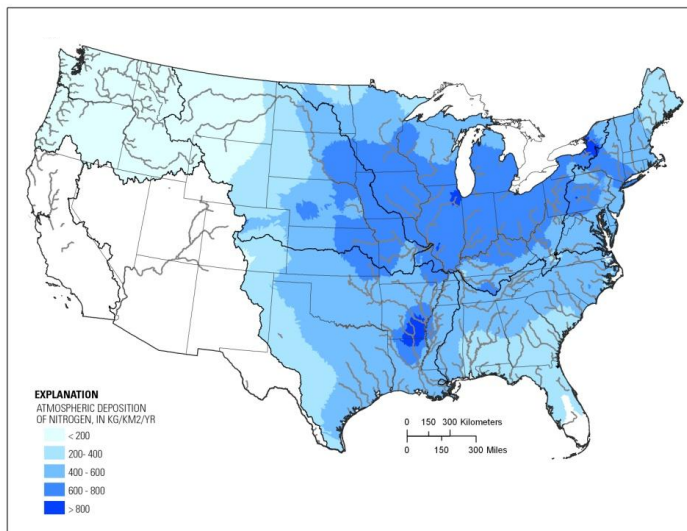 EXPLANATION
ATMOSPHERIC DEPOSITION
OF NITROGEN, IN KG/KM2/YR
< 200
200- 400
400 - 600
600 - 800
> 800
0 150 300 Kilometers
0 150 300 Miles